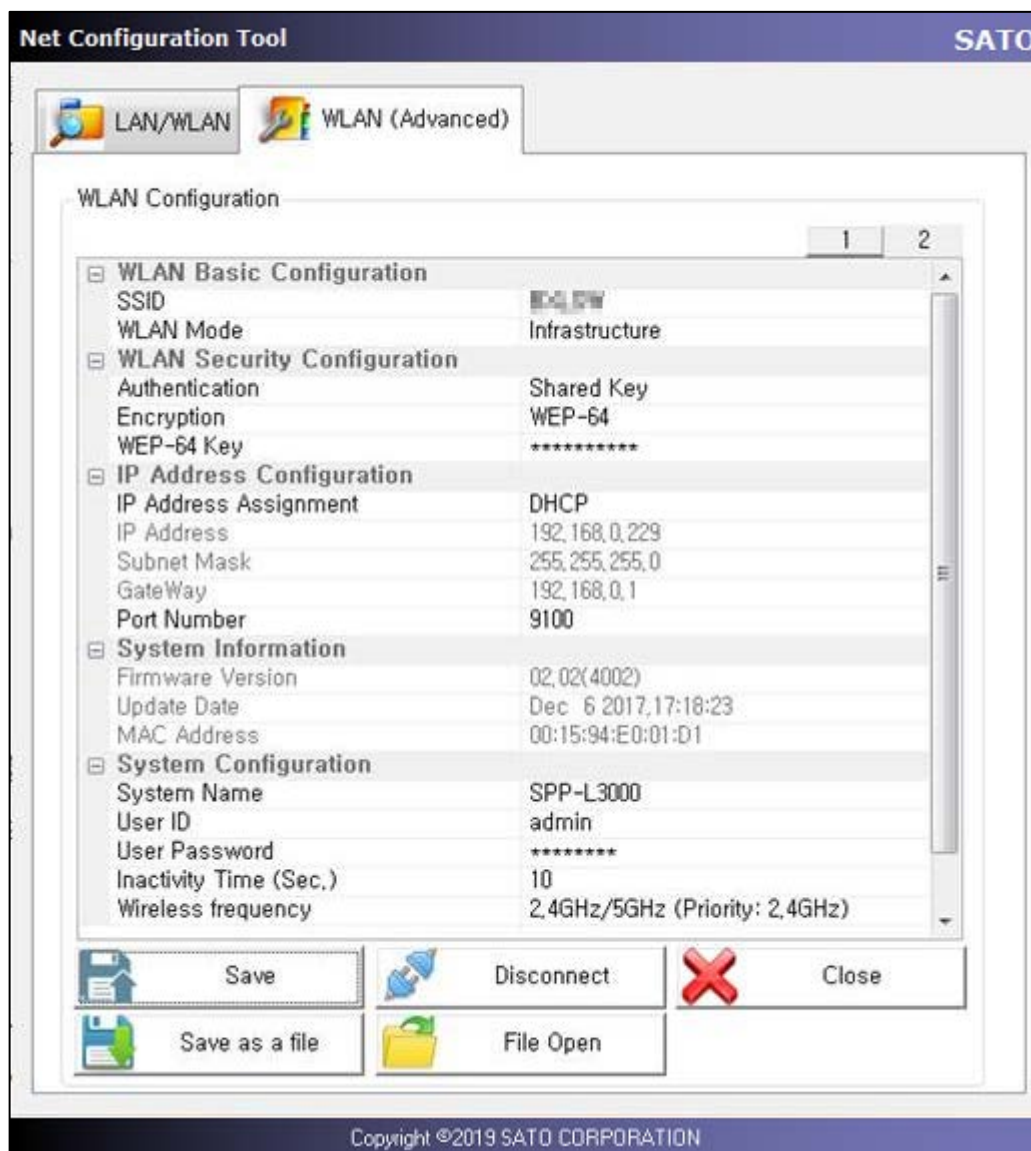 Net Configuration Tool SATO
LAN/WLAN WLAN (Advanced)
WLAN Configuration
1 2
WLAN Basic Configuration
SSID
WLAN Mode Infrastructure
WLAN Security Configuration
Authentication Shared Key
Encryption WEP-64
WEP-64 Key **********
IP Address Configuration
IP Address Assignment DHCP
IP Address 192.168.0.229
Subnet Mask 255.255.255.0
GateWay 192.168.0.1
Port Number 9100
System Information
Firmware Version 02.02(4002)
Update Date Dec 6 2017,17:18:23
MAC Address 00:15:94:E0:01:D1
System Configuration
System Name SPP-L3000
User ID admin
User Password ********
Inactivity Time (Sec.) 10
Wireless frequency 2.4GHz/5GHz (Priority: 2.4GHz)
Save Disconnect Close
Save as a file File Open
Copyright ©2019 SATO CORPORATION